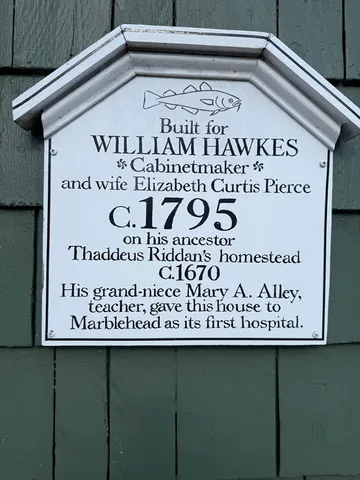 Built for
WILLIAM HAWKES
Cabinetmaker
and wife Elizabeth Curtis Pierce
c.1795
on his ancestor
Thaddeus Riddan's homestead
c.1670
His grand-niece Mary A. Alley,
teacher, gave this house to
Marblehead as its first hospital.